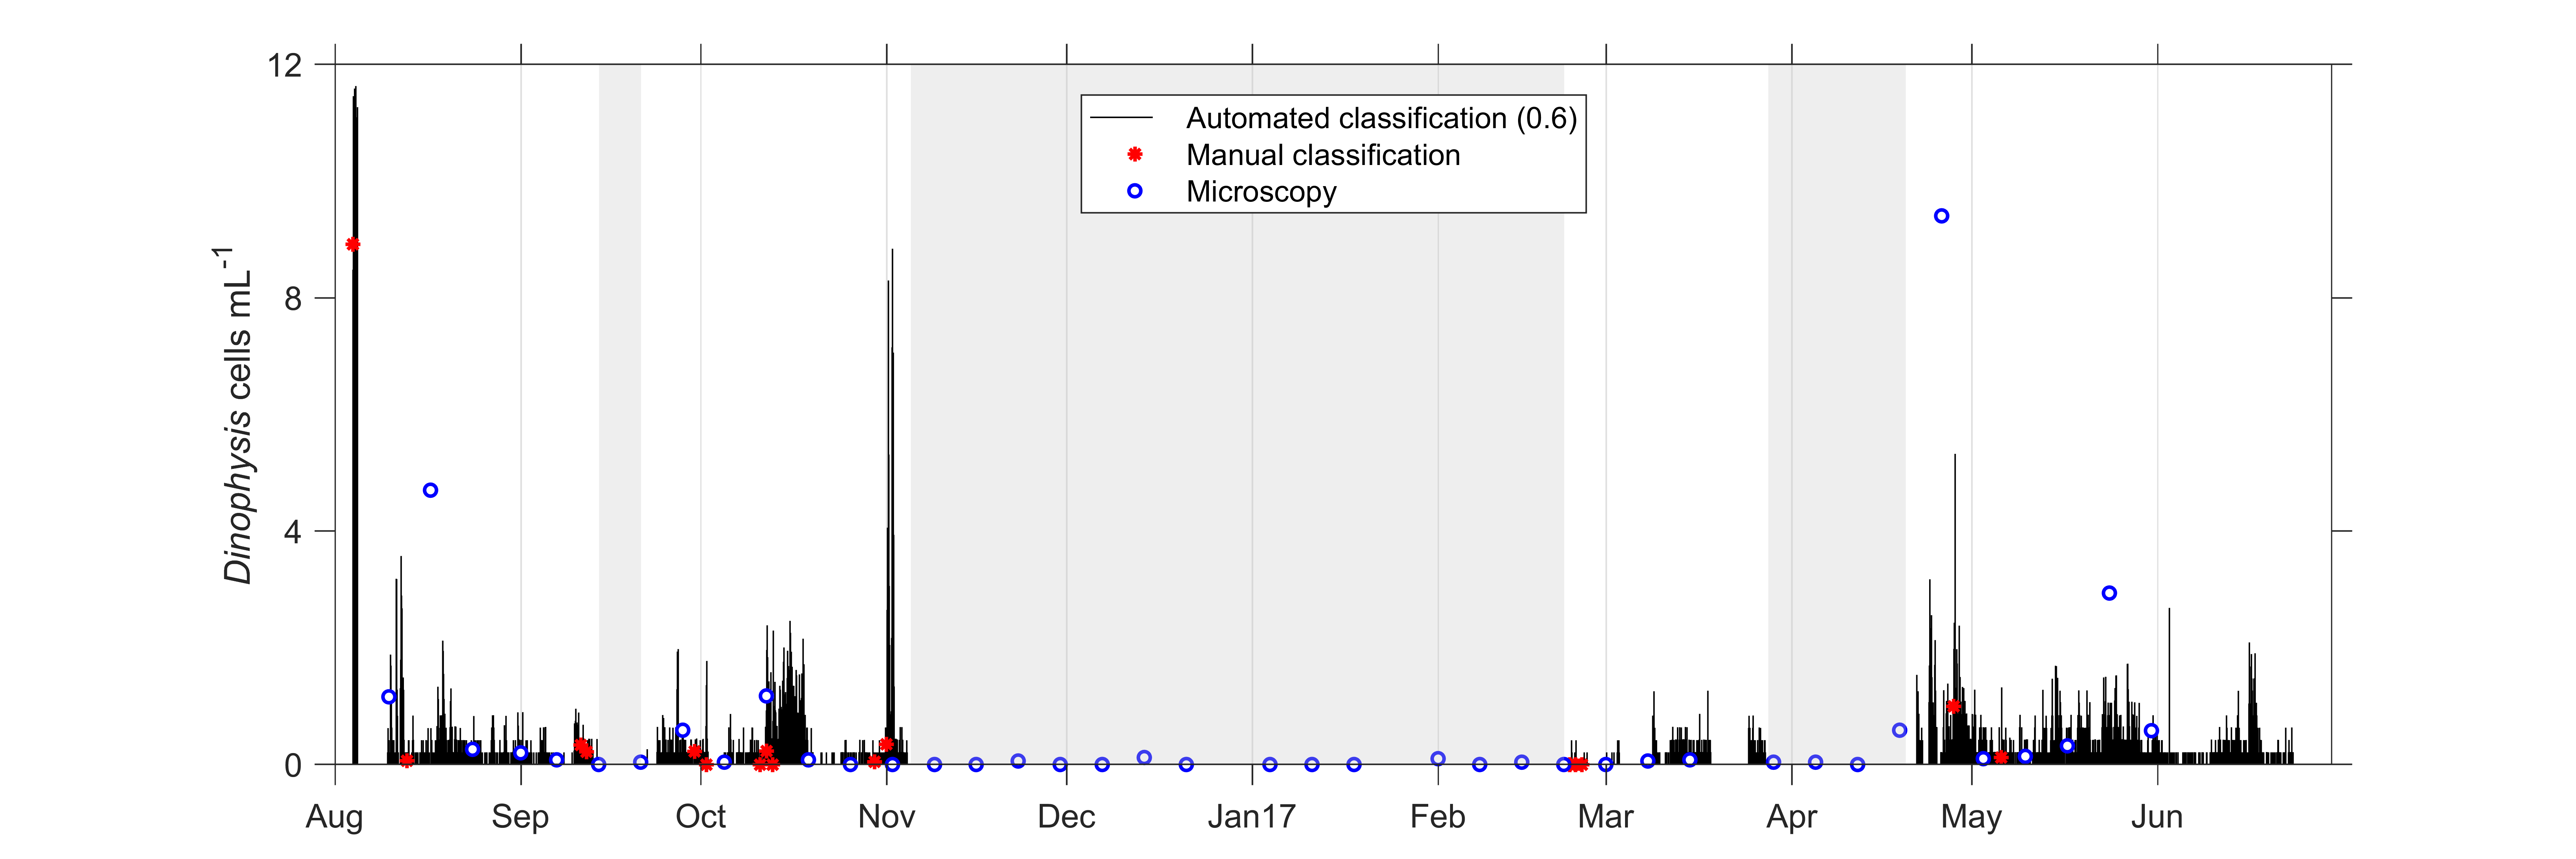 12
8
4
0
Dinophysis cells mL-1
Automated classification (0.6)
Manual classification
Microscopy
Aug Sep Oct Nov Dec Jan17 Feb Mar Apr May Jun